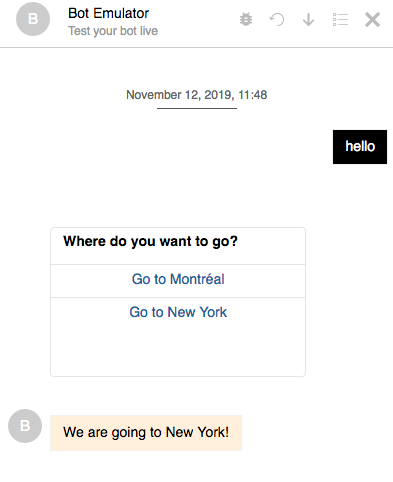 B
Bot Emulator
Test your bot live
November 12, 2019, 11:48
hello
Where do you want to go?
Go to Montréal
Go to New York
B
We are going to New York!